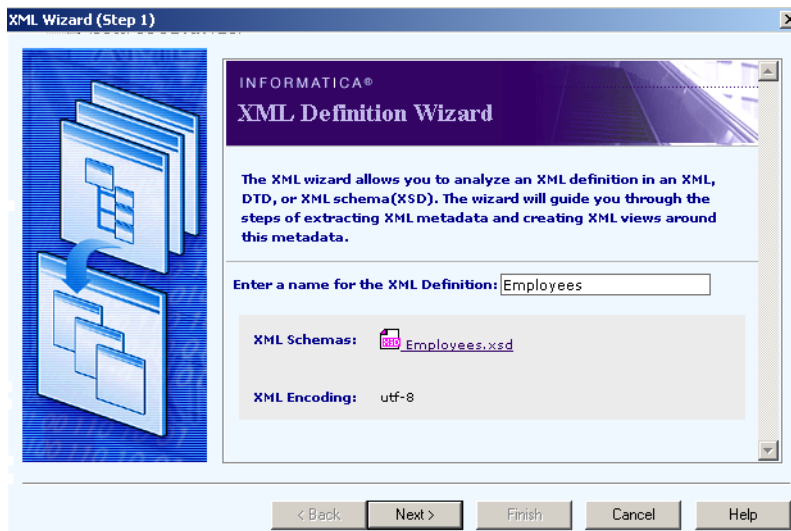 XML Wizard (Step 1)
INFORMATICA®
XML Definition Wizard
The XML wizard allows you to analyze an XML definition in an XML,
DTD, or XML schema(XSD). The wizard will guide you through the
steps of extracting XML metadata and creating XML views around
this metadata.
Enter a name for the XML Definition: Employees
XML Schemas: XSD Employees.xsd
XML Encoding: utf-8
< Back Next > Finish Cancel Help